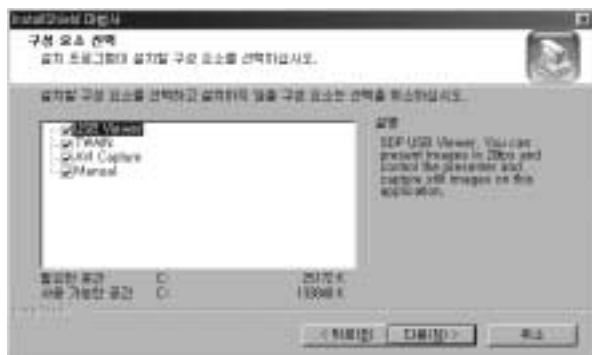 InstallShield 마법사
구성 요소 선택
설치 프로그램이 설치할 구성 요소를 선택하십시오.
설치할 구성 요소를 선택하고 설치하지 않을 구성 요소는 선택을 취소하십시오.
USB Viewer
TWAIN
AVI Capture
Manual
설명
SDP USB Viewer, You can
present images in 20fps and
control the presenter and
capture still images on this
application.
필요한 공간 C:
사용 가능한 공간 C:
< 뒤로(B)
다음(N) >
취소